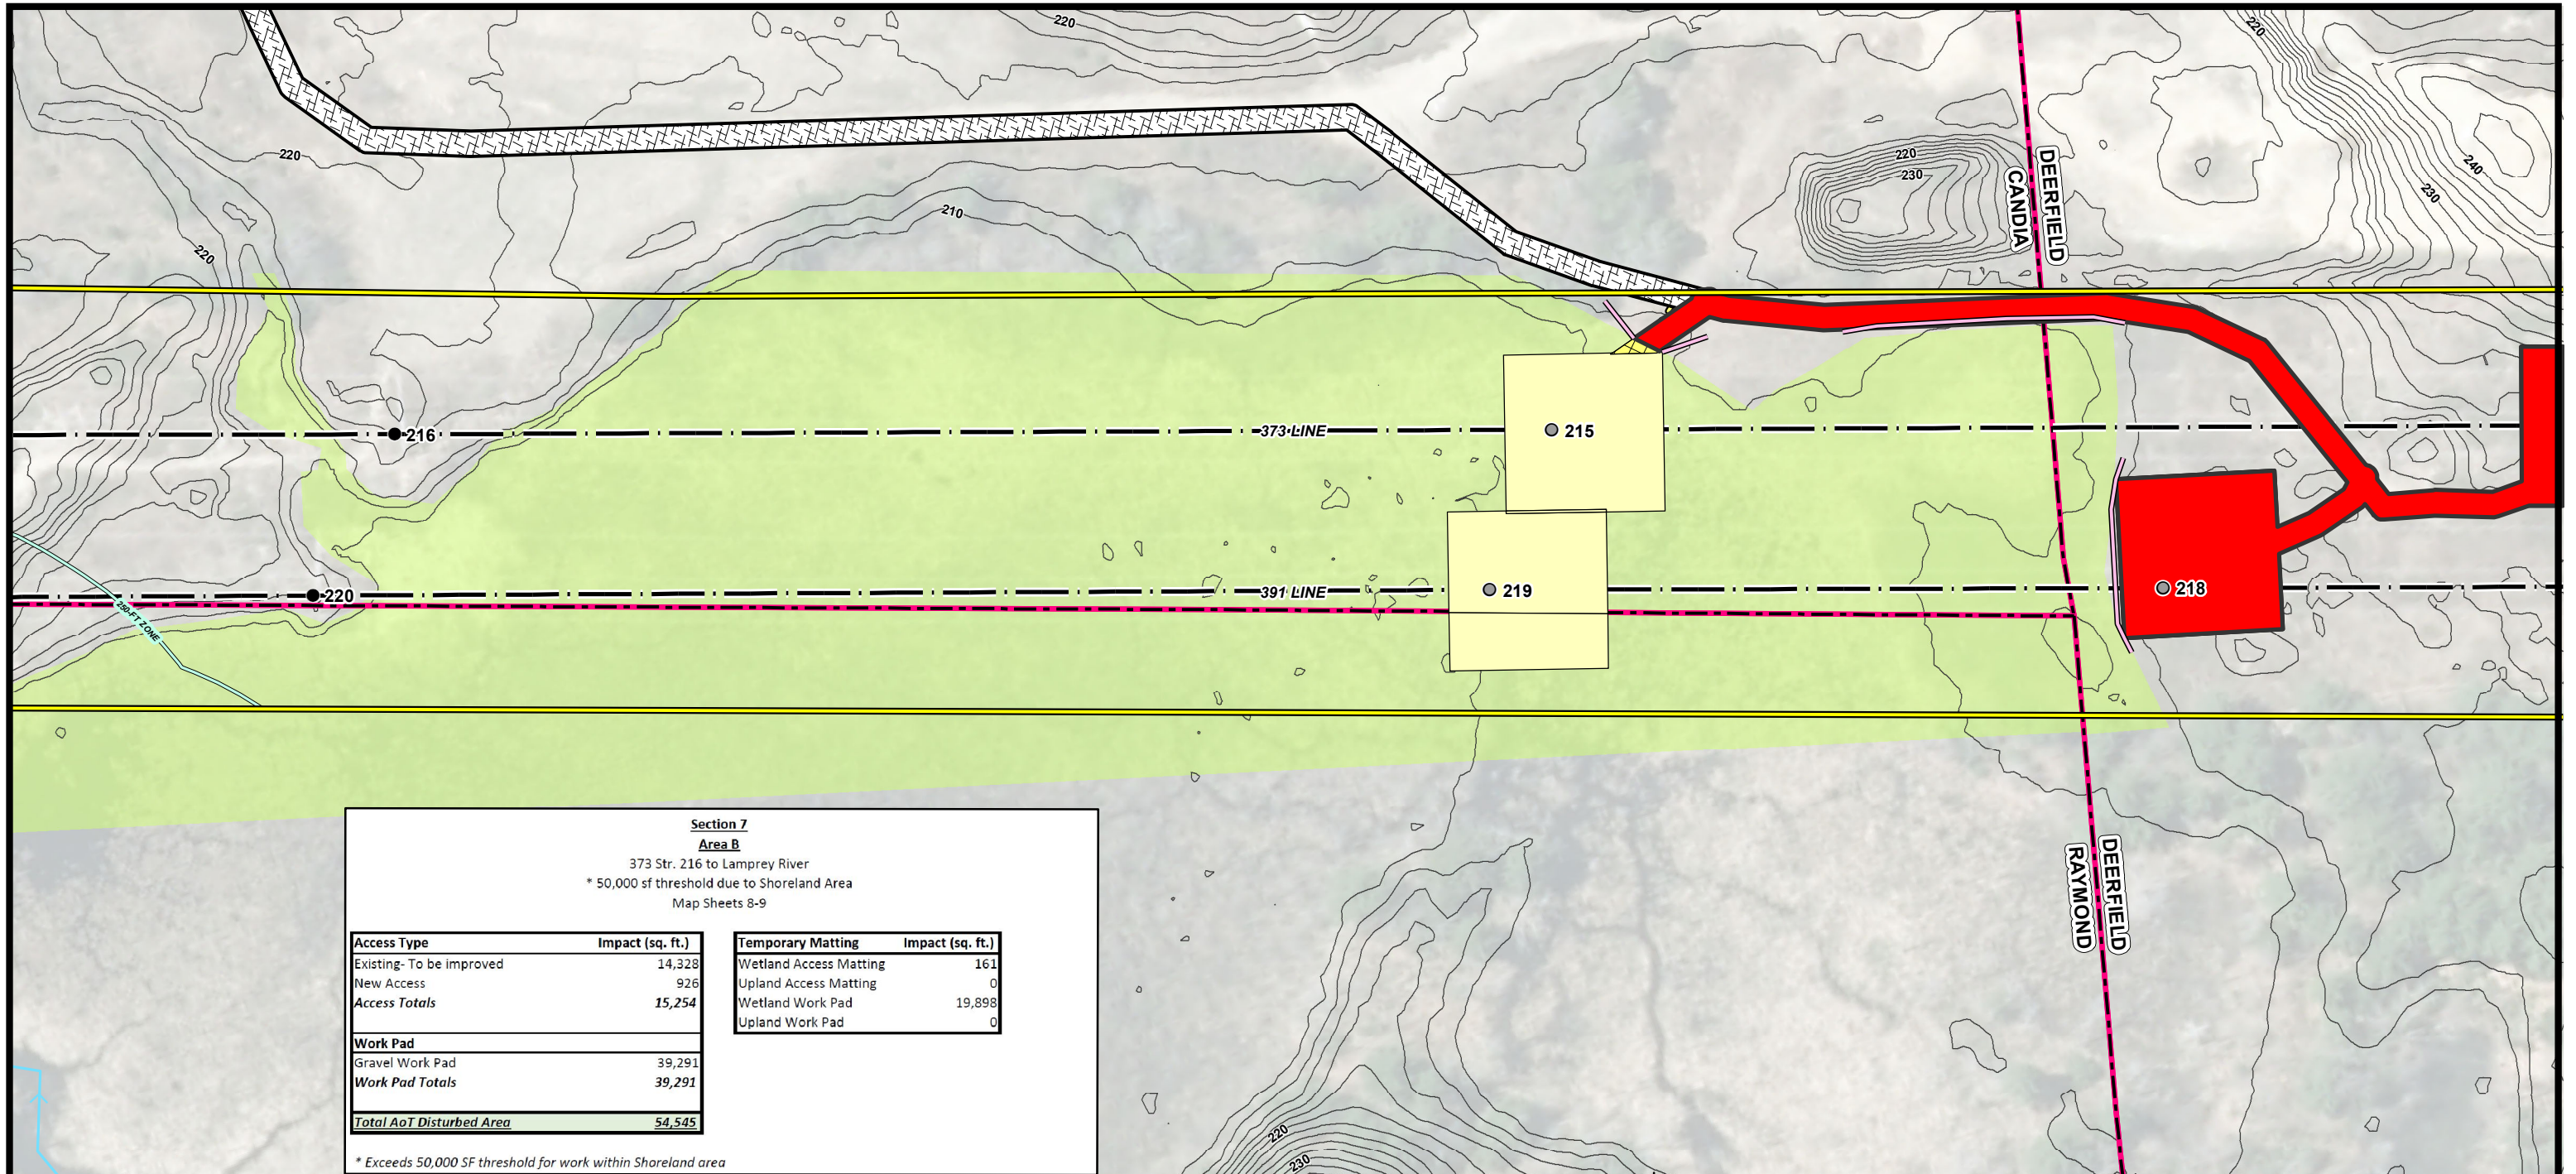 220
220
220
230
DEERFIELD
CANDIA
240
230
220
210
220
216
373 LINE
215
250-FT ZONE
220
391 LINE
219
218
Section 7
Area B
373 Str. 216 to Lamprey River
* 50,000 sf threshold due to Shoreland Area
Map Sheets 8-9
Access Type Impact (sq. ft.)
Existing- To be improved 14,328
New Access 926
Access Totals 15,254
Work Pad
Gravel Work Pad 39,291
Work Pad Totals 39,291
Total AoT Disturbed Area 54,545
* Exceeds 50,000 SF threshold for work within Shoreland area
Temporary Matting Impact (sq. ft.)
Wetland Access Matting 161
Upland Access Matting 0
Wetland Work Pad 19,898
Upland Work Pad 0
DEERFIELD
RAYMOND
220
230